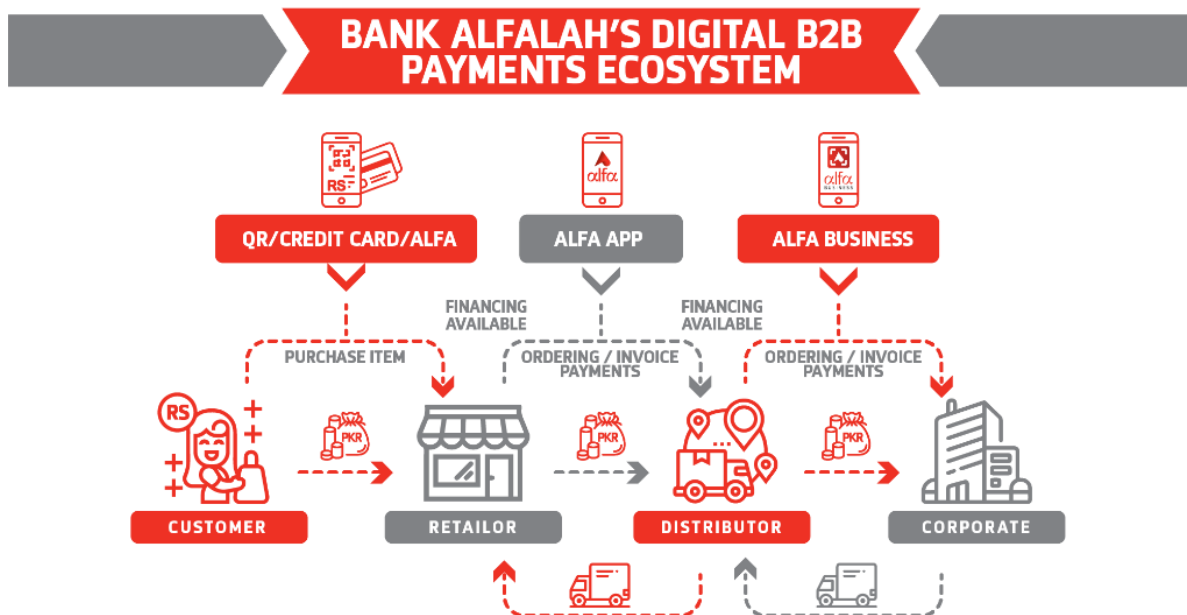 BANK ALFALAH'S DIGITAL B2B
PAYMENTS ECOSYSTEM
RS
alfa
alfa
BUSINESS
QR/CREDIT CARD/ALFA
ALFA APP
ALFA BUSINESS
FINANCING
AVAILABLE
FINANCING
AVAILABLE
PURCHASE ITEM
ORDERING / INVOICE
PAYMENTS
ORDERING / INVOICE
PAYMENTS
RS
PKR
PKR
PKR
CUSTOMER
RETAILOR
DISTRIBUTOR
CORPORATE